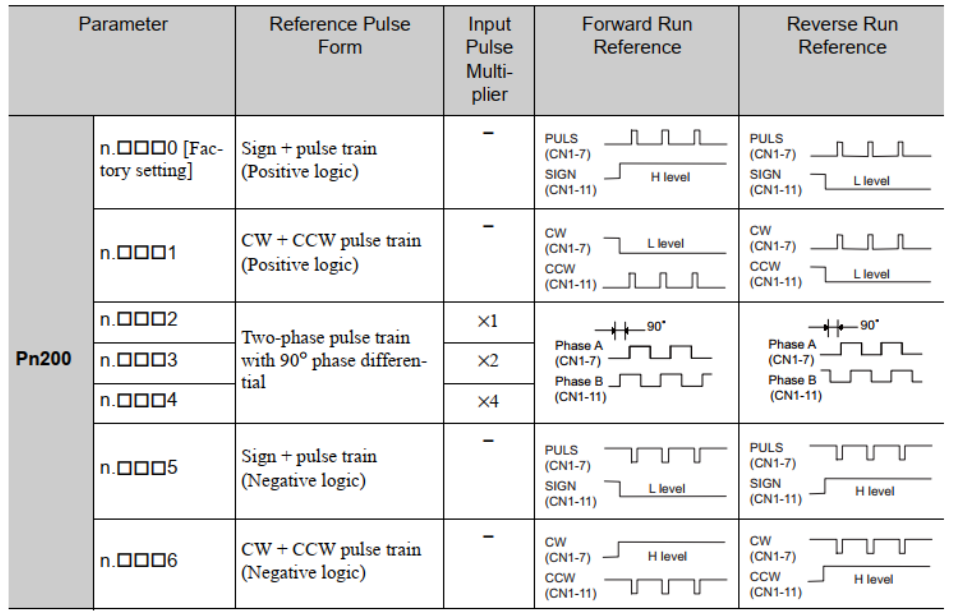 Parameter
Reference Pulse
Form
Input
Pulse
Multi-
plier
Forward Run
Reference
Reverse Run
Reference
Pn200
n.□□□0 [Fac-
tory setting]
Sign + pulse train
(Positive logic)
–
PULS
(CN1-7)
SIGN
(CN1-11)
H level
PULS
(CN1-7)
SIGN
(CN1-11)
L level
n.□□□1
CW + CCW pulse train
(Positive logic)
–
CW
(CN1-7)
L level
CCW
(CN1-11)
CW
(CN1-7)
CCW
(CN1-11)
L level
n.□□□2
Two-phase pulse train
with 90° phase differen-
tial
×1
n.□□□3
×2
n.□□□4
×4
90°
Phase A
(CN1-7)
Phase B
(CN1-11)
90°
Phase A
(CN1-7)
Phase B
(CN1-11)
n.□□□5
Sign + pulse train
(Negative logic)
–
PULS
(CN1-7)
SIGN
(CN1-11)
L level
PULS
(CN1-7)
SIGN
(CN1-11)
H level
n.□□□6
CW + CCW pulse train
(Negative logic)
–
CW
(CN1-7)
H level
CCW
(CN1-11)
CW
(CN1-7)
CCW
(CN1-11)
H level